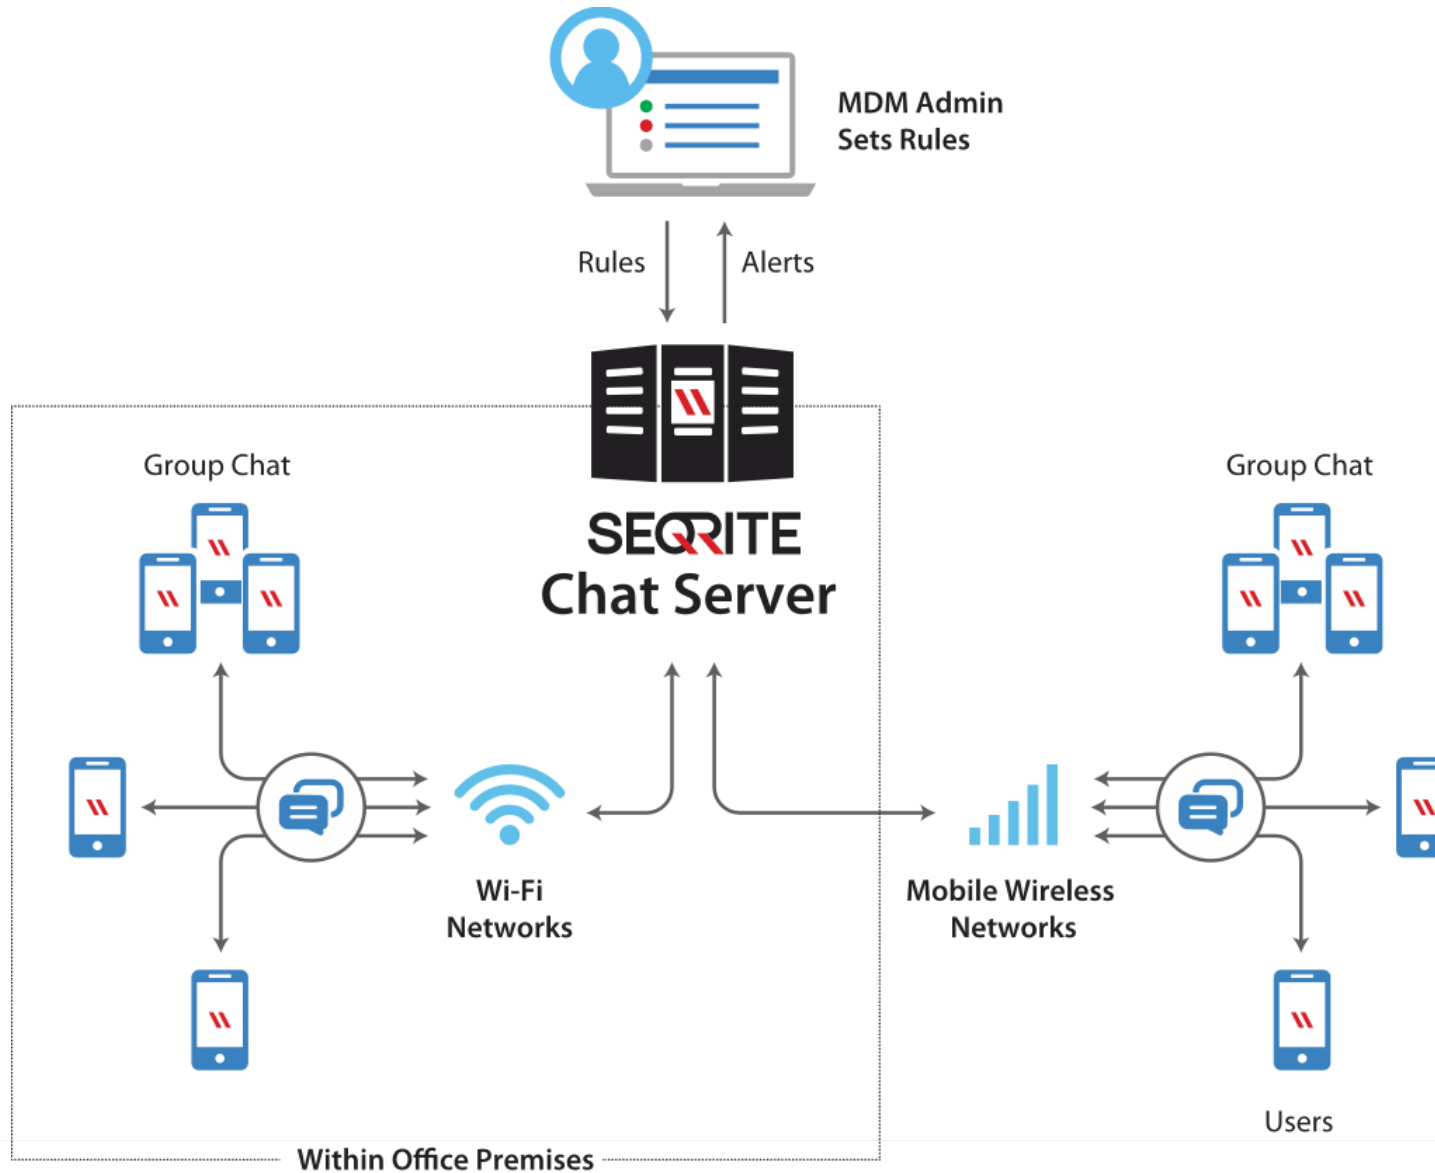 MDM Admin
Sets Rules
Rules
Alerts
SEQRITE
Chat Server
Group Chat
Group Chat
Wi-Fi
Networks
Mobile Wireless
Networks
Users
Within Office Premises